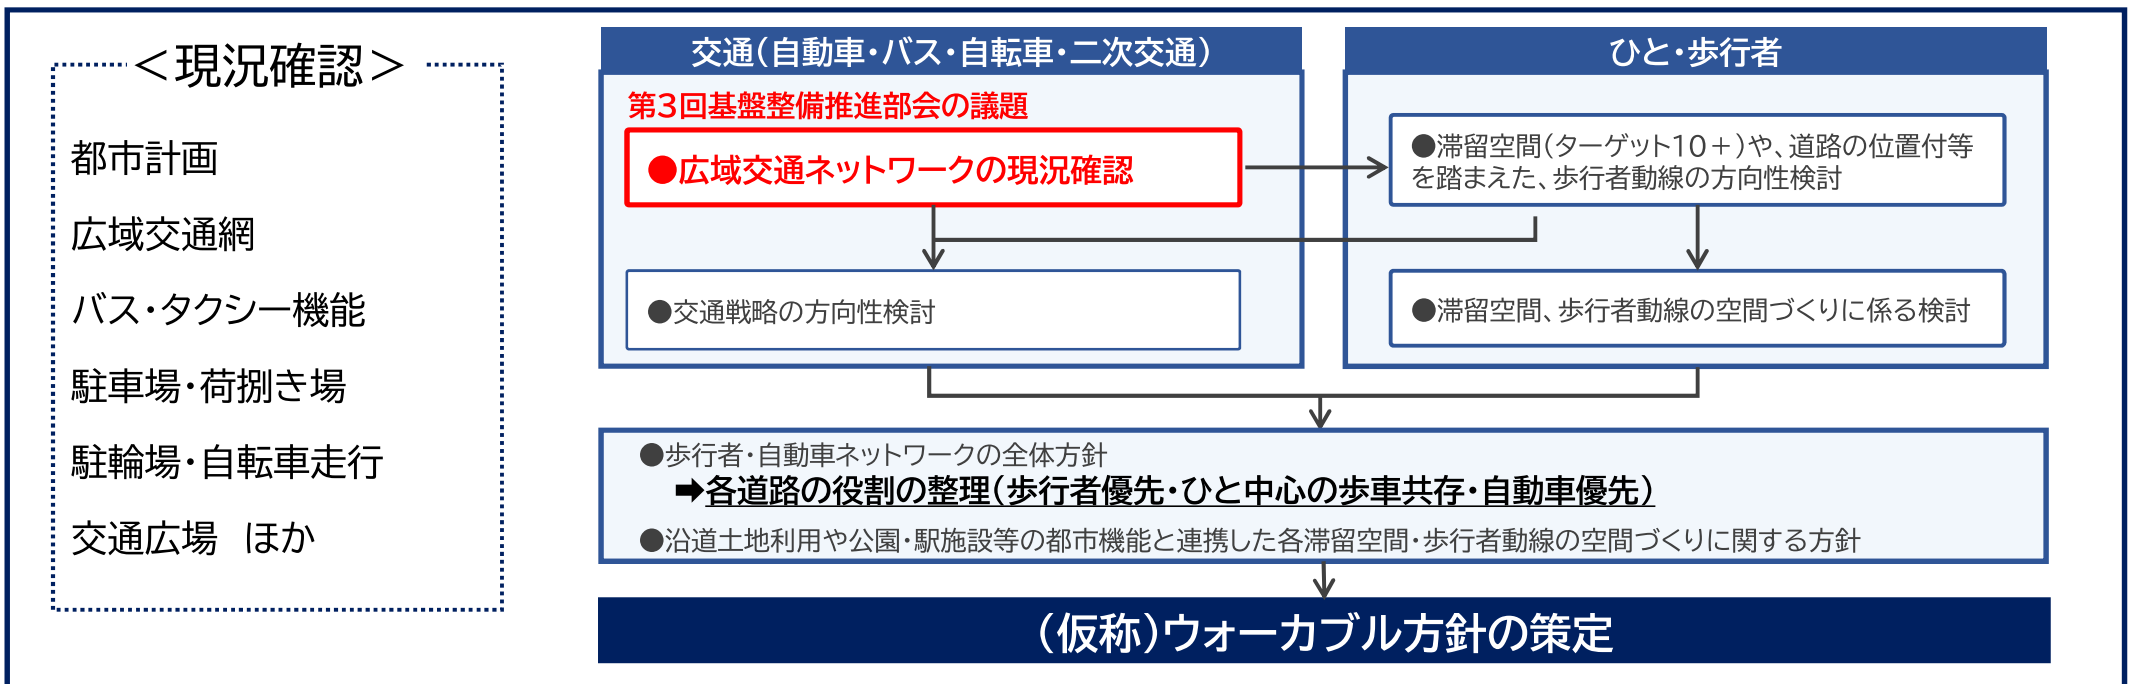 ＜現況確認＞
都市計画
広域交通網
バス・タクシー機能
駐車場・荷捌き場
駐輪場・自転車走行
交通広場　ほか
交通（自動車・バス・自転車・二次交通）
第３回基盤整備推進部会の議題
●広域交通ネットワークの現況確認
●交通戦略の方向性検討
ひと・歩行者
●滞留空間（ターゲット１０＋）や、道路の位置付等
を踏まえた、歩行者動線の方向性検討
●滞留空間、歩行者動線の空間づくりに係る検討
●歩行者・自動車ネットワークの全体方針
➡各道路の役割の整理（歩行者優先・ひと中心の歩車共存・自動車優先）
●沿道土地利用や公園・駅施設等の都市機能と連携した各滞留空間・歩行者動線の空間づくりに関する方針
（仮称）ウォーカブル方針の策定